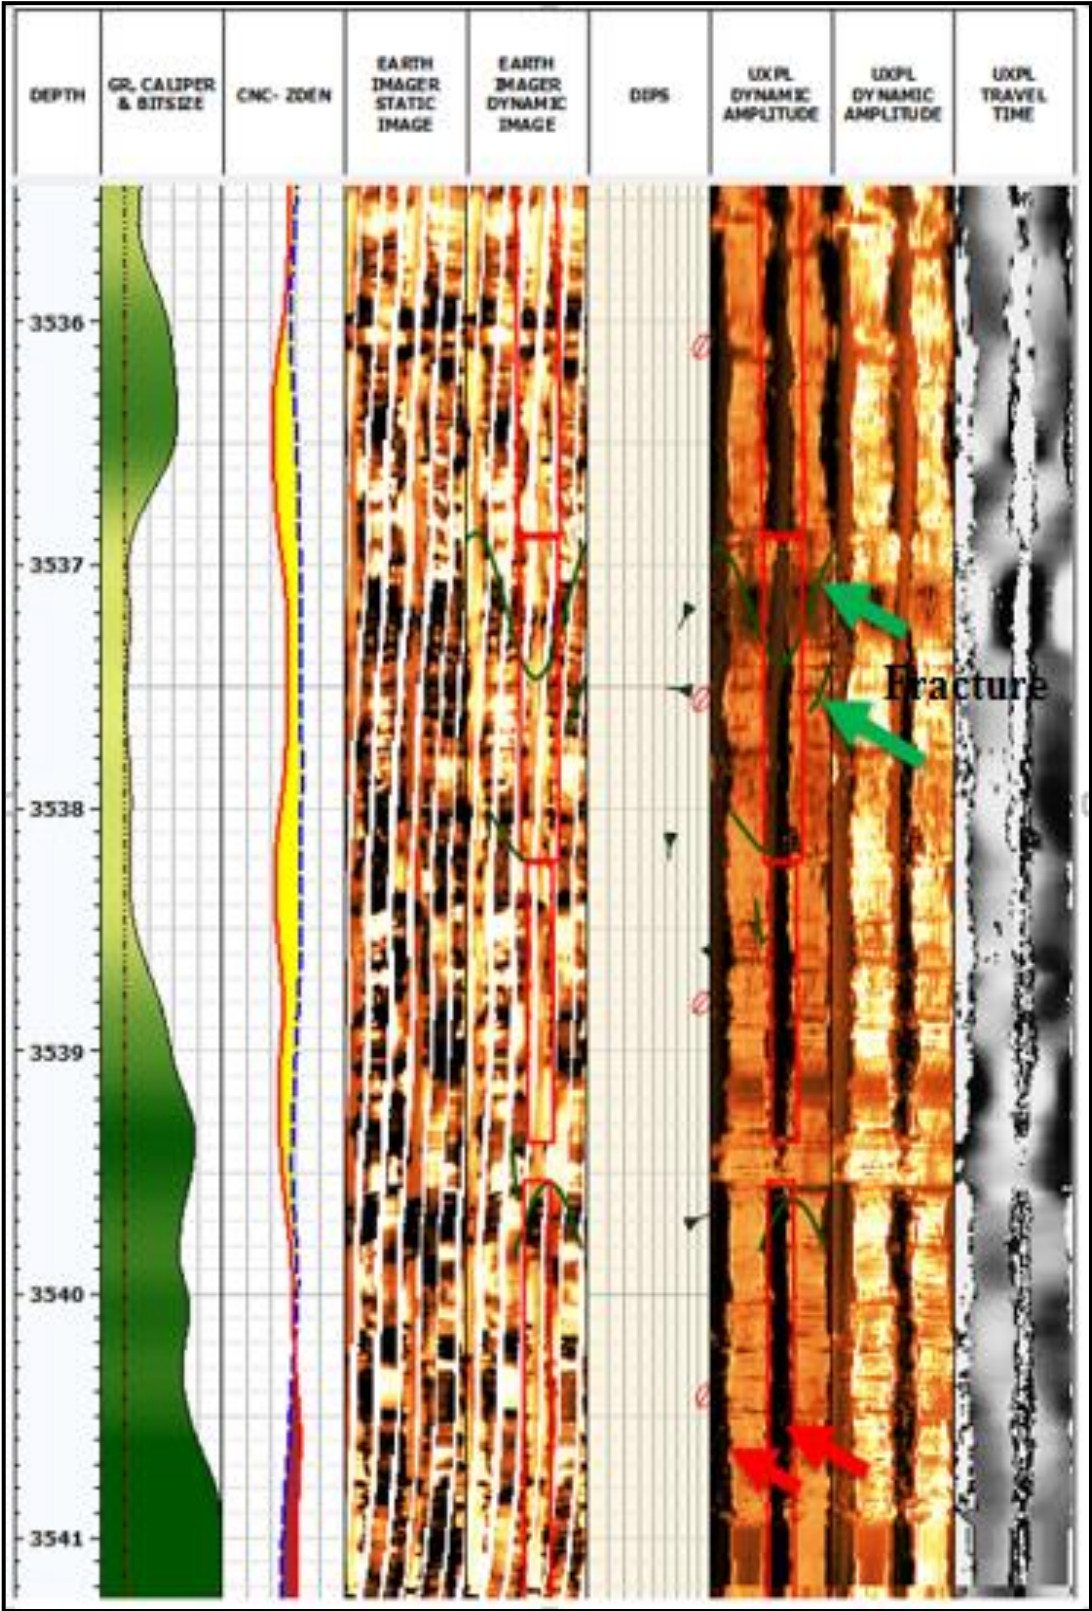 DEPTH
GR, CALIPER
& BITSIZE
CNC- ZDEN
EARTH
IMAGER
STATIC
IMAGE
EARTH
IMAGER
DYNAMIC
IMAGE
DIPS
UXPL
DYNAMIC
AMPLITUDE
UXPL
DYNAMIC
AMPLITUDE
UXPL
TRAVEL
TIME
3536
3537
Fracture
3538
3539
3540
3541